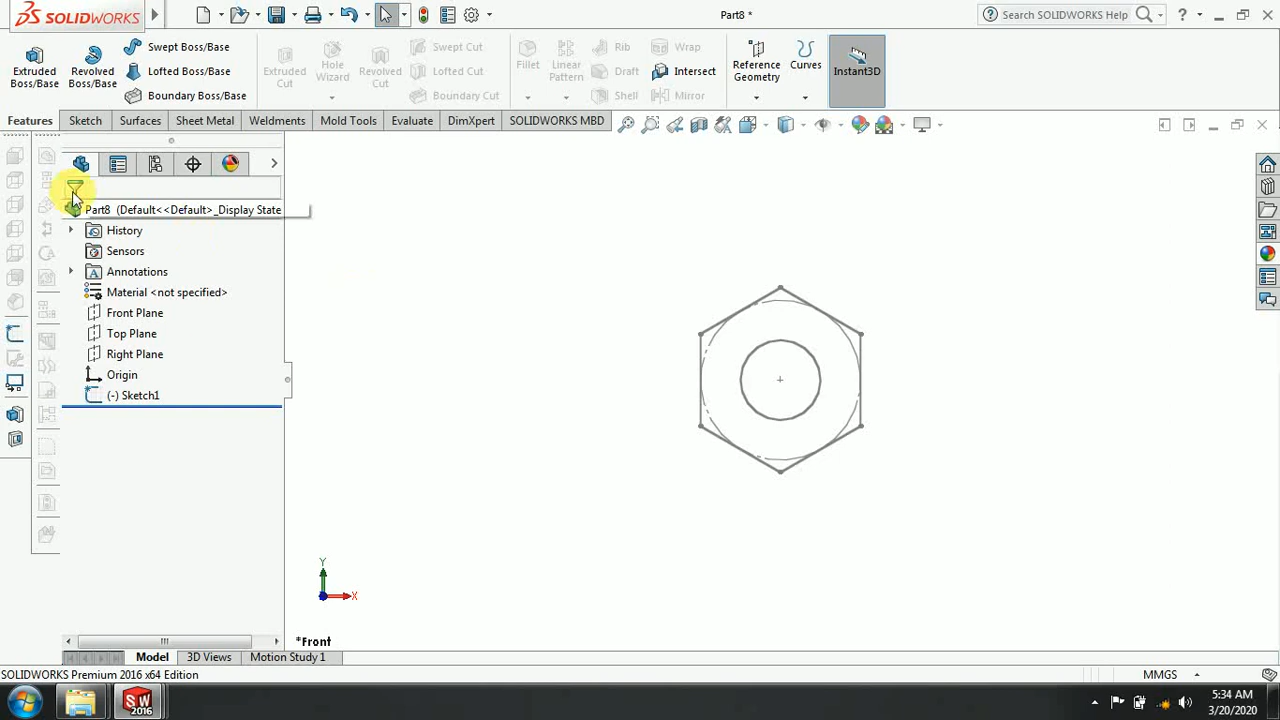 SOLIDWORKS
Part8 *
Search SOLIDWORKS Help
?
Extruded Boss/Base
Revolved Boss/Base
Swept Boss/Base
Lofted Boss/Base
Boundary Boss/Base
Extruded Cut
Hole Wizard
Revolved Cut
Swept Cut
Lofted Cut
Boundary Cut
Fillet
Linear Pattern
Rib
Draft
Shell
Wrap
Intersect
Mirror
Reference Geometry
Curves
Instant3D
Features
Sketch
Surfaces
Sheet Metal
Weldments
Mold Tools
Evaluate
DimXpert
SOLIDWORKS MBD
Part8 (Default<<Default>_Display State
History
Sensors
Annotations
Material <not specified>
Front Plane
Top Plane
Right Plane
Origin
(-) Sketch1
Y
X
*Front
Model
3D Views
Motion Study 1
SOLIDWORKS Premium 2016 x64 Edition
MMGS
SW 2016
5:34 AM
3/20/2020